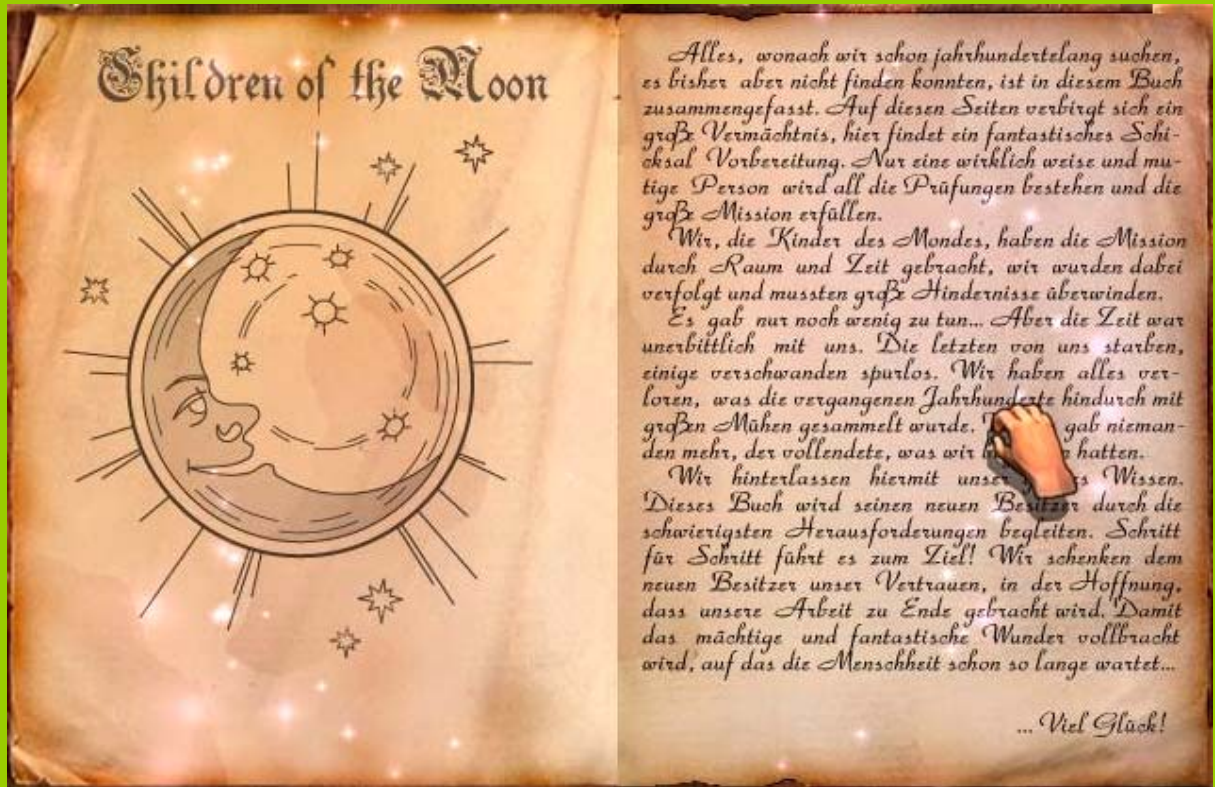 Children of the Moon
Alles, wonach wir schon jahrhundertelang suchen,
es bisher aber nicht finden konnten, ist in diesem Buch
zusammengefasst. Auf diesen Seiten verbirgt sich ein
große Vermächtnis, hier findet ein fantastisches Schi-
cksal Vorbereitung. Nur eine wirklich weise und mu-
tige Person wird all die Prüfungen bestehen und die
große Mission erfüllen.
Wir, die Kinder des Mondes, haben die Mission
durch Raum und Zeit gebracht, wir wurden dabei
verfolgt und mussten große Hindernisse überwinden.
Es gab nur noch wenig zu tun... Aber die Zeit war
unerbittlich mit uns. Die letzten von uns starben,
einige verschwanden spurlos. Wir haben alles ver-
loren, was die vergangenen Jahrhunderte hindurch mit
großen Mühen gesammelt wurde. gab nieman-
den mehr, der vollendete, was wir hatten.
Wir hinterlassen hiermit unser Wissen.
Dieses Buch wird seinen neuen Besitzer durch die
schwierigsten Herausforderungen begleiten. Schritt
für Schritt führt es zum Ziel! Wir schenken dem
neuen Besitzer unser Vertrauen, in der Hoffnung,
dass unsere Arbeit zu Ende gebracht wird. Damit
das mächtige und fantastische Wunder vollbracht
wird, auf das die Menschheit schon so lange wartet...
... Viel Glück!